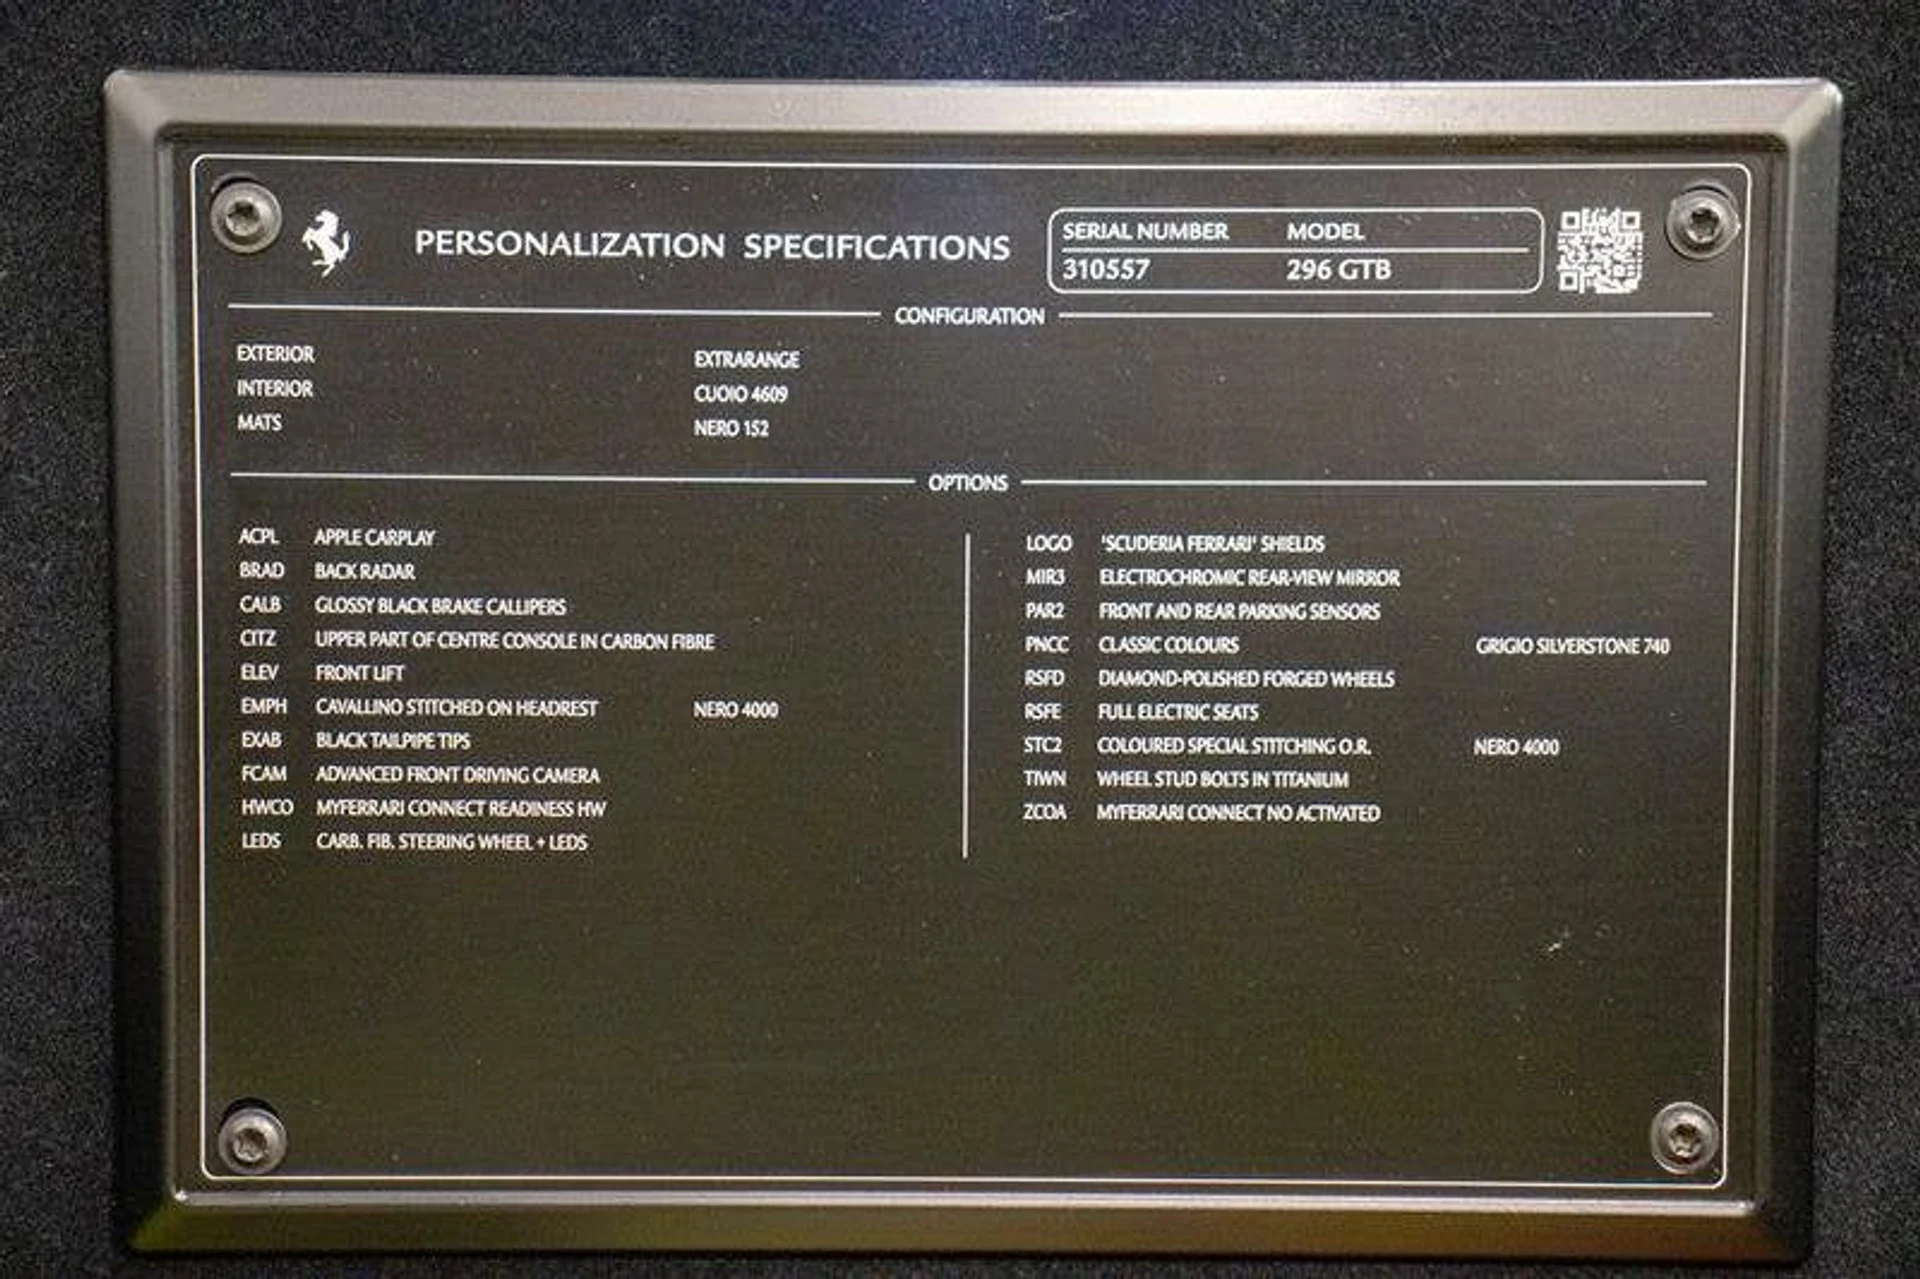 PERSONALIZATION SPECIFICATIONS
SERIAL NUMBER MODEL
310557 296 GTB
CONFIGURATION
EXTERIOR EXTRARANGE
INTERIOR CUOIO 4609
MATS NERO 152
OPTIONS
ACPL APPLE CARPLAY
BRAD BACK RADAR
CALB GLOSSY BLACK BRAKE CALLIPERS
CITZ UPPER PART OF CENTRE CONSOLE IN CARBON FIBRE
ELEV FRONT LIFT
EMPH CAVALLINO STITCHED ON HEADREST NERO 4000
EXAB BLACK TAILPIPE TIPS
FCAM ADVANCED FRONT DRIVING CAMERA
HWCO MYFERRARI CONNECT READINESS HW
LEDS CARB. FIB. STEERING WHEEL + LEDS
LOGO 'SCUDERIA FERRARI' SHIELDS
MIR3 ELECTROCHROMIC REAR-VIEW MIRROR
PAR2 FRONT AND REAR PARKING SENSORS
PNCC CLASSIC COLOURS GRIGIO SILVERSTONE 740
RSFD DIAMOND-POLISHED FORGED WHEELS
RSFE FULL ELECTRIC SEATS
STC2 COLOURED SPECIAL STITCHING O.R. NERO 4000
TIWN WHEEL STUD BOLTS IN TITANIUM
ZCOA MYFERRARI CONNECT NO ACTIVATED